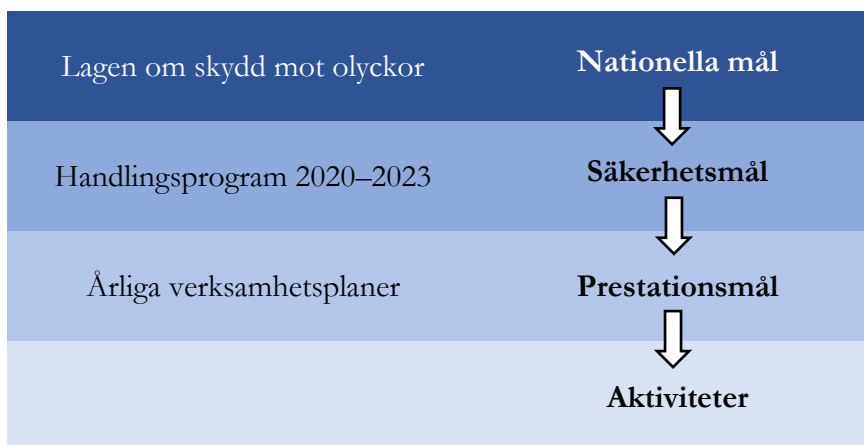 Lagen om skydd mot olyckor
Nationella mål
Handlingsprogram 2020–2023
Säkerhetsmål
Årliga verksamhetsplaner
Prestationsmål
Aktiviteter